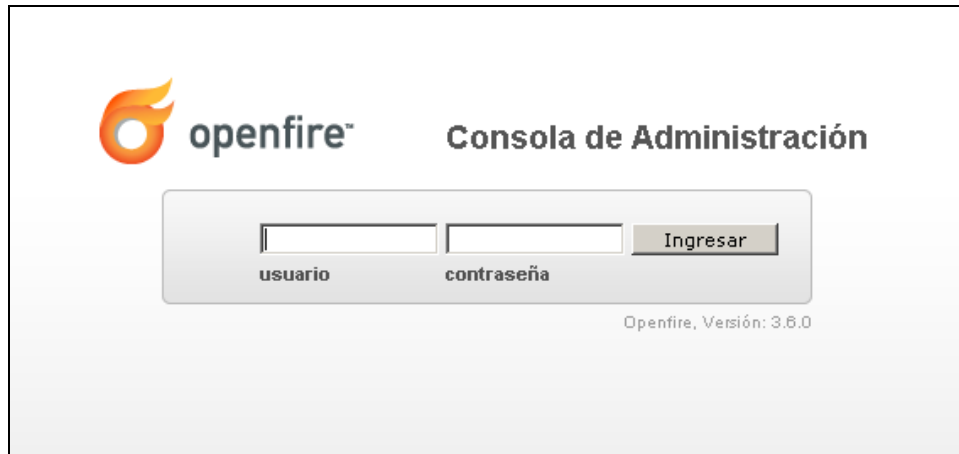 openfire™ Consola de Administración
Ingresar
usuario contraseña
Openfire, Versión: 3.6.0